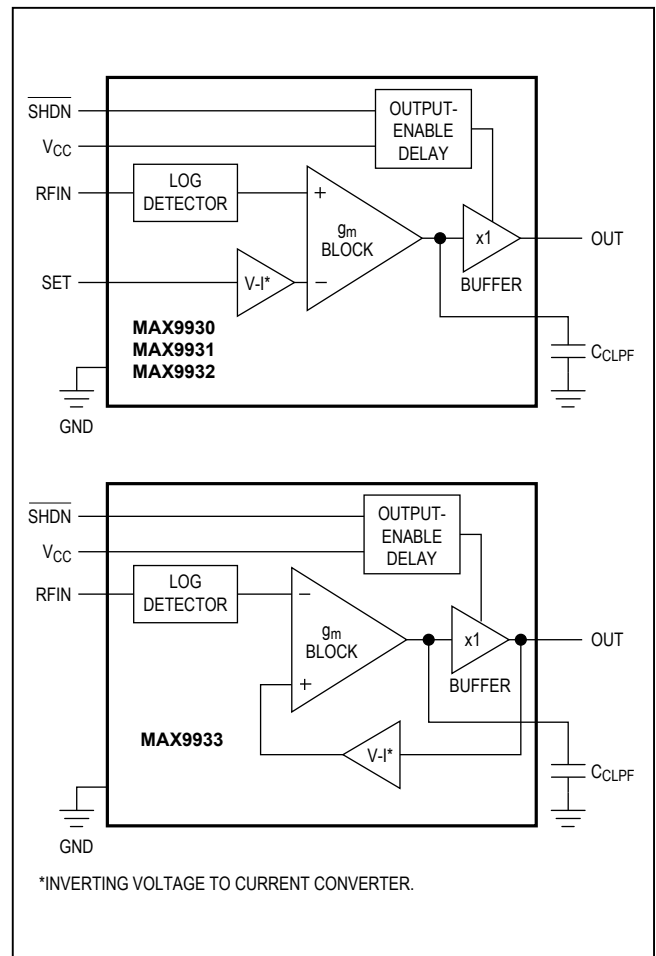 SHDN
VCC
RFIN
SET
GND
LOG
DETECTOR
V-I*
+
−
gm
BLOCK
OUTPUT-
ENABLE
DELAY
x1
BUFFER
OUT
CCLPF
MAX9930
MAX9931
MAX9932
SHDN
VCC
RFIN
GND
LOG
DETECTOR
−
+
gm
BLOCK
OUTPUT-
ENABLE
DELAY
x1
BUFFER
OUT
V-I*
CCLPF
MAX9933
*INVERTING VOLTAGE TO CURRENT CONVERTER.